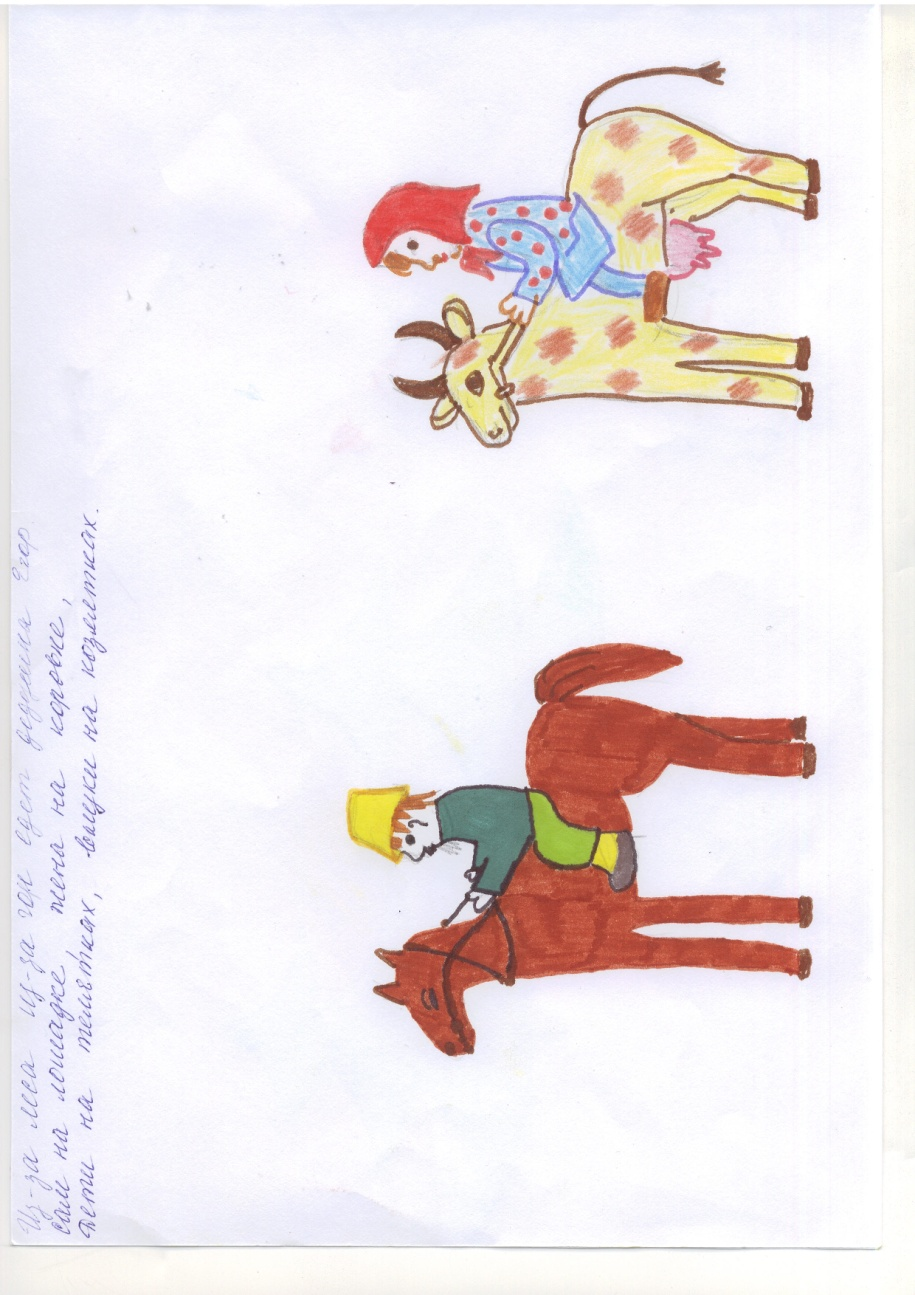 Из-за леса из-за гор едет дедушка Егор
сам на лошадке, жена на коровке,
дети на телятках, внуки на козлятках.